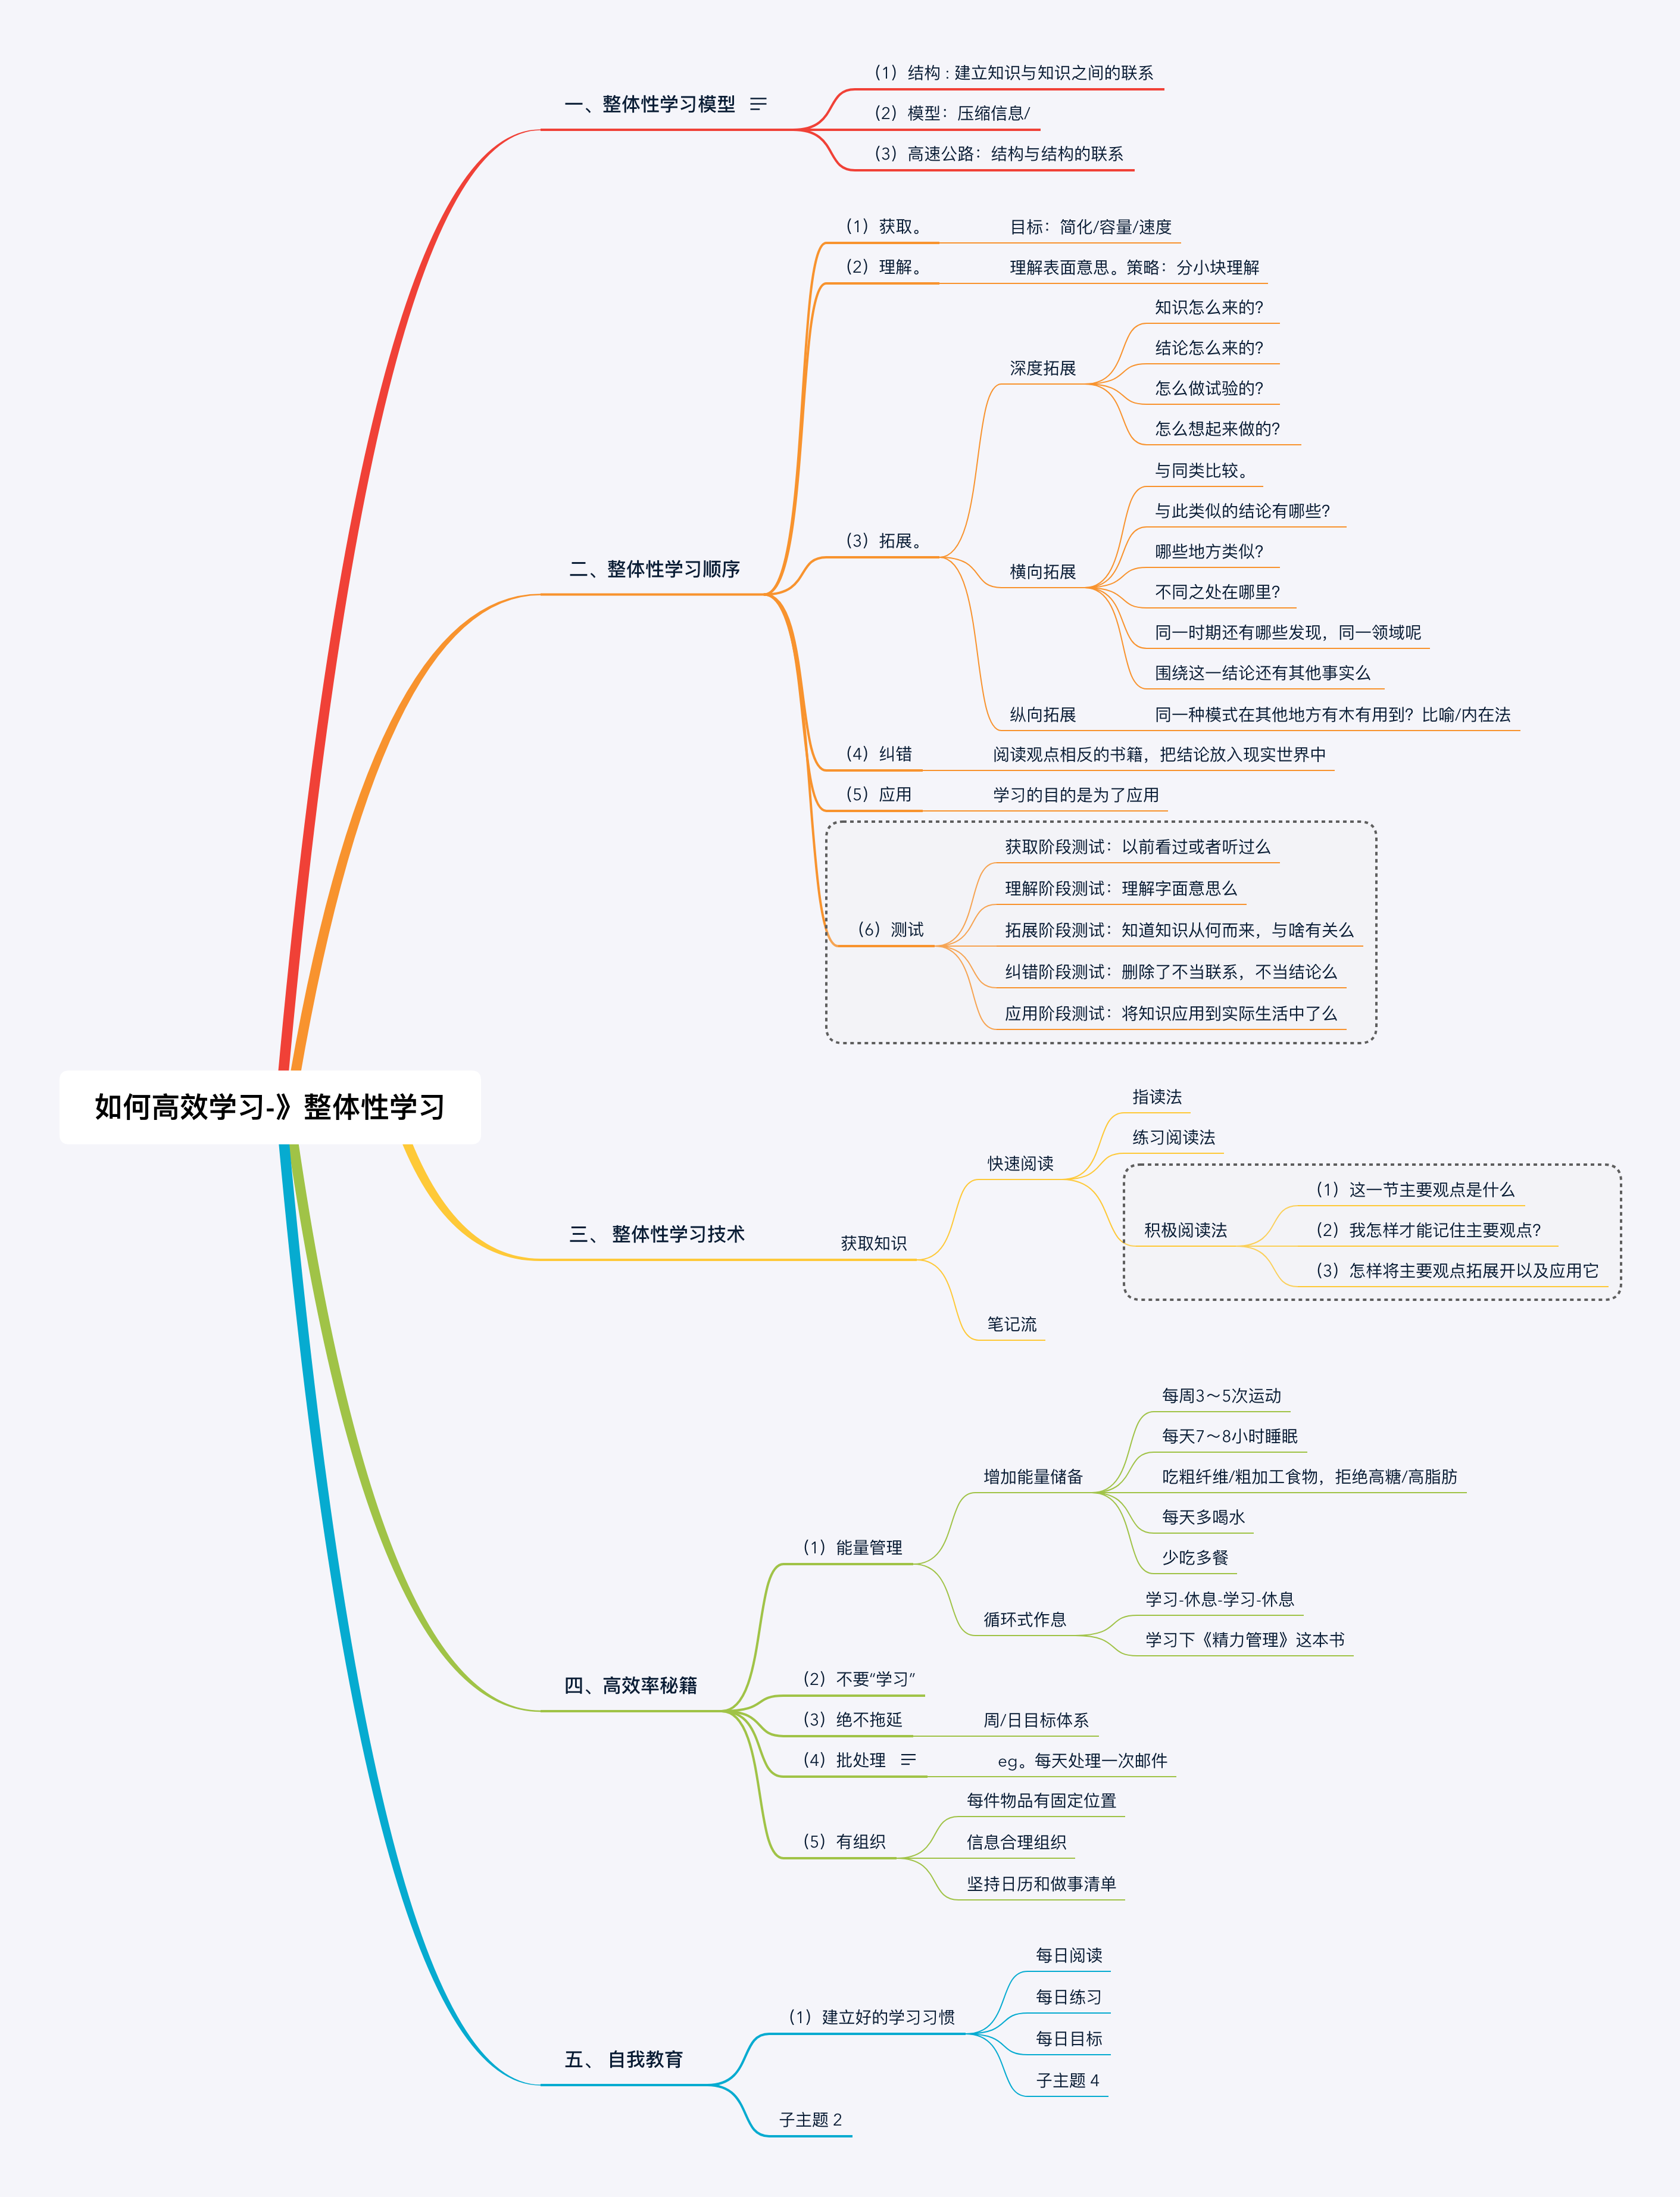 如何高效学习-》整体性学习
一、整体性学习模型
（1）结构 : 建立知识与知识之间的联系
（2）模型：压缩信息/
（3）高速公路：结构与结构的联系
二、整体性学习顺序
（1）获取。
目标：简化/容量/速度
（2）理解。
理解表面意思。策略：分小块理解
（3）拓展。
深度拓展
知识怎么来的？
结论怎么来的？
怎么做试验的？
怎么想起来做的？
横向拓展
与同类比较。
与此类似的结论有哪些？
哪些地方类似？
不同之处在哪里？
同一时期还有哪些发现，同一领域呢
围绕这一结论还有其他事实么
纵向拓展
同一种模式在其他地方有木有用到？比喻/内在法
（4）纠错
阅读观点相反的书籍，把结论放入现实世界中
（5）应用
学习的目的是为了应用
（6）测试
获取阶段测试：以前看过或者听过么
理解阶段测试：理解字面意思么
拓展阶段测试：知道知识从何而来，与啥有关么
纠错阶段测试：删除了不当联系，不当结论么
应用阶段测试：将知识应用到实际生活中了么
三、 整体性学习技术
获取知识
快速阅读
指读法
练习阅读法
积极阅读法
（1）这一节主要观点是什么
（2）我怎样才能记住主要观点？
（3）怎样将主要观点拓展开以及应用它
笔记流
四、高效率秘籍
（1）能量管理
增加能量储备
每周3～5次运动
每天7～8小时睡眠
吃粗纤维/粗加工食物，拒绝高糖/高脂肪
每天多喝水
少吃多餐
循环式作息
学习-休息-学习-休息
学习下《精力管理》这本书
（2）不要“学习”
（3）绝不拖延
周/日目标体系
（4）批处理
eg。每天处理一次邮件
（5）有组织
每件物品有固定位置
信息合理组织
坚持日历和做事清单
五、 自我教育
（1）建立好的学习习惯
每日阅读
每日练习
每日目标
子主题 4
子主题 2